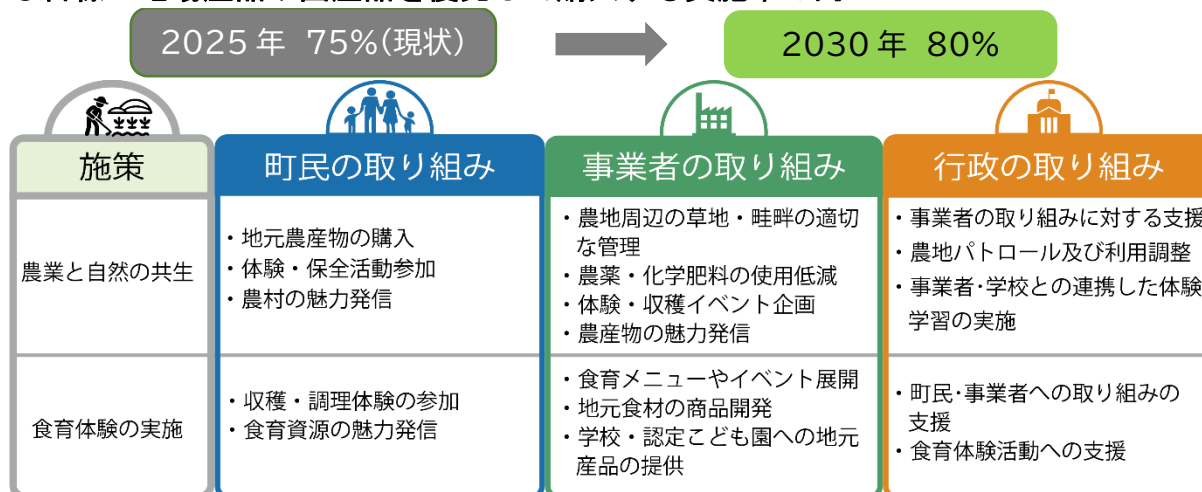 2025年 75%(現状)
2030年 80%
施策
町民の取り組み
事業者の取り組み
行政の取り組み
農業と自然の共生
・地元農産物の購入
・体験・保全活動参加
・農村の魅力発信
・農地周辺の草地・畦畔の適切
な管理
・農薬・化学肥料の使用低減
・体験・収穫イベント企画
・農産物の魅力発信
・事業者の取り組みに対する支援
・農地パトロール及び利用調整
・事業者・学校との連携した体験
学習の実施
食育体験の実施
・収穫・調理体験の参加
・食育資源の魅力発信
・食育メニューやイベント展開
・地元食材の商品開発
・学校・認定こども園への地元
産品の提供
・町民・事業者への取り組みの
支援
・食育体験活動への支援